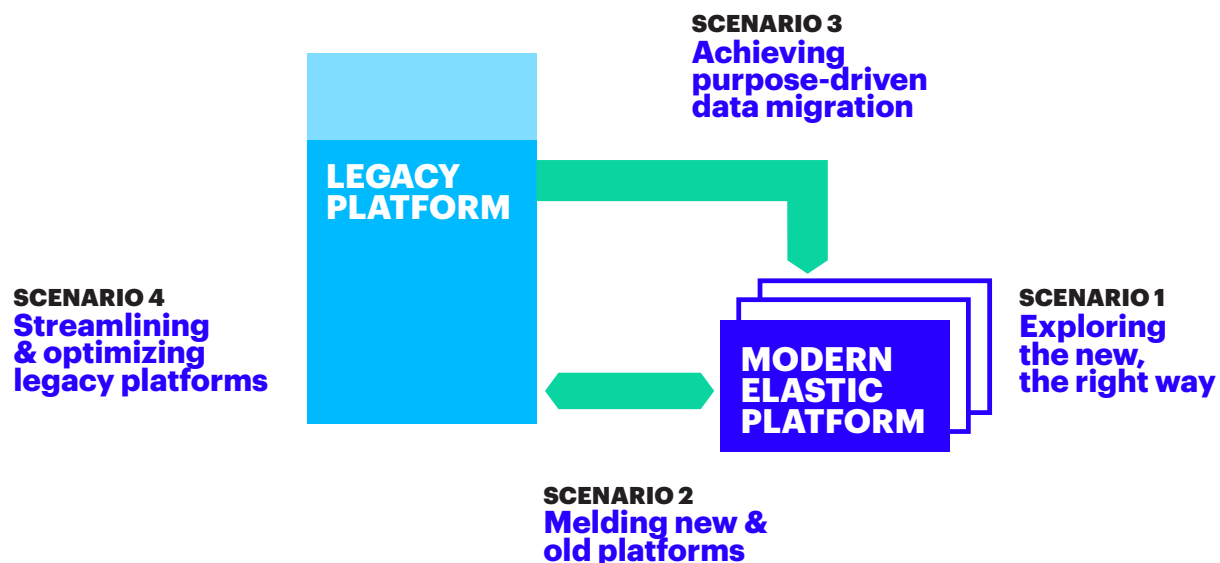 SCENARIO 3
Achieving
purpose-driven
data migration
LEGACY
PLATFORM
SCENARIO 4
Streamlining
& optimizing
legacy platforms
SCENARIO 1
Exploring
the new,
the right way
MODERN
ELASTIC
PLATFORM
SCENARIO 2
Melding new &
old platforms